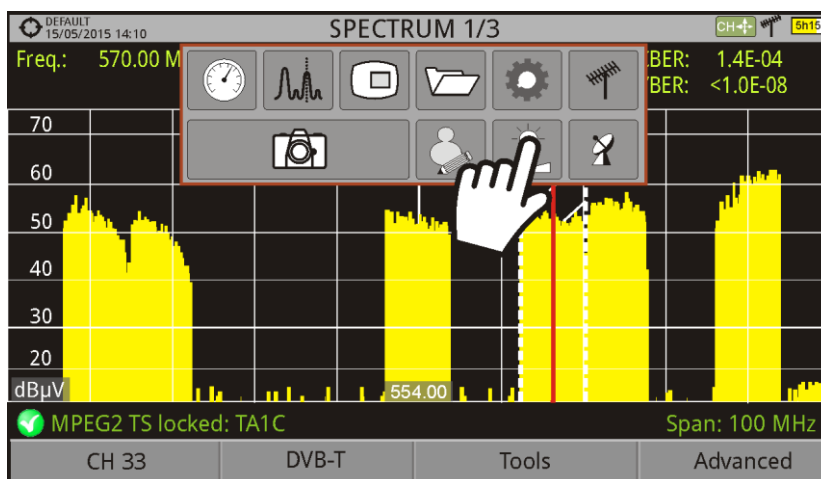 DEFAULT
15/05/2015 14:10
SPECTRUM 1/3
CH
5h15
Freq.: 570.00 M
BER: 1.4E-04
BER: <1.0E-08
70
60
50
40
30
20
dBµV
554.00
MPEG2 TS locked: TA1C
Span: 100 MHz
CH 33
DVB-T
Tools
Advanced